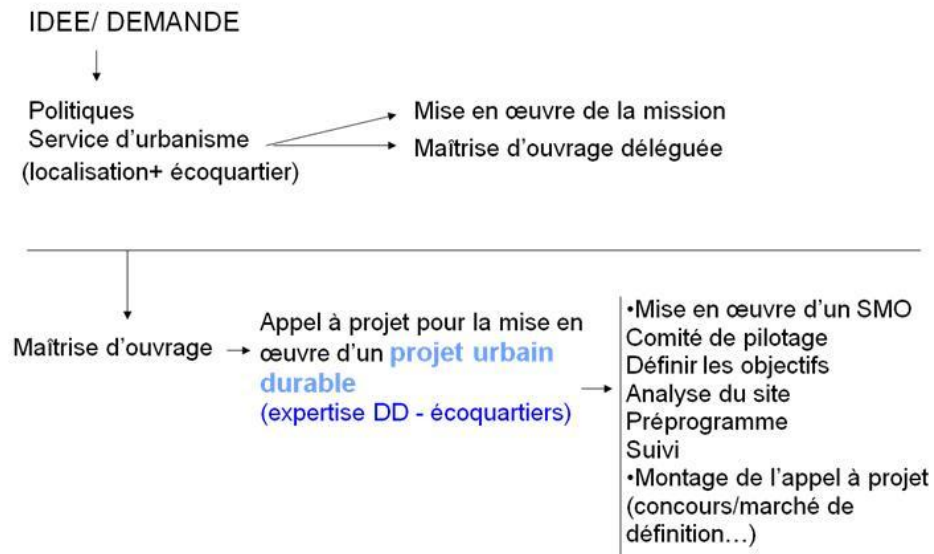 IDEE/ DEMANDE
Politiques
Service d'urbanisme
(localisation+ écoquartier)
Mise en œuvre de la mission
Maîtrise d'ouvrage déléguée
Maîtrise d'ouvrage
Appel à projet pour la mise en
œuvre d'un projet urbain
durable
(expertise DD - écoquartiers)
•Mise en œuvre d'un SMO
Comité de pilotage
Définir les objectifs
Analyse du site
Préprogramme
Suivi
•Montage de l'appel à projet
(concours/marché de
définition…)